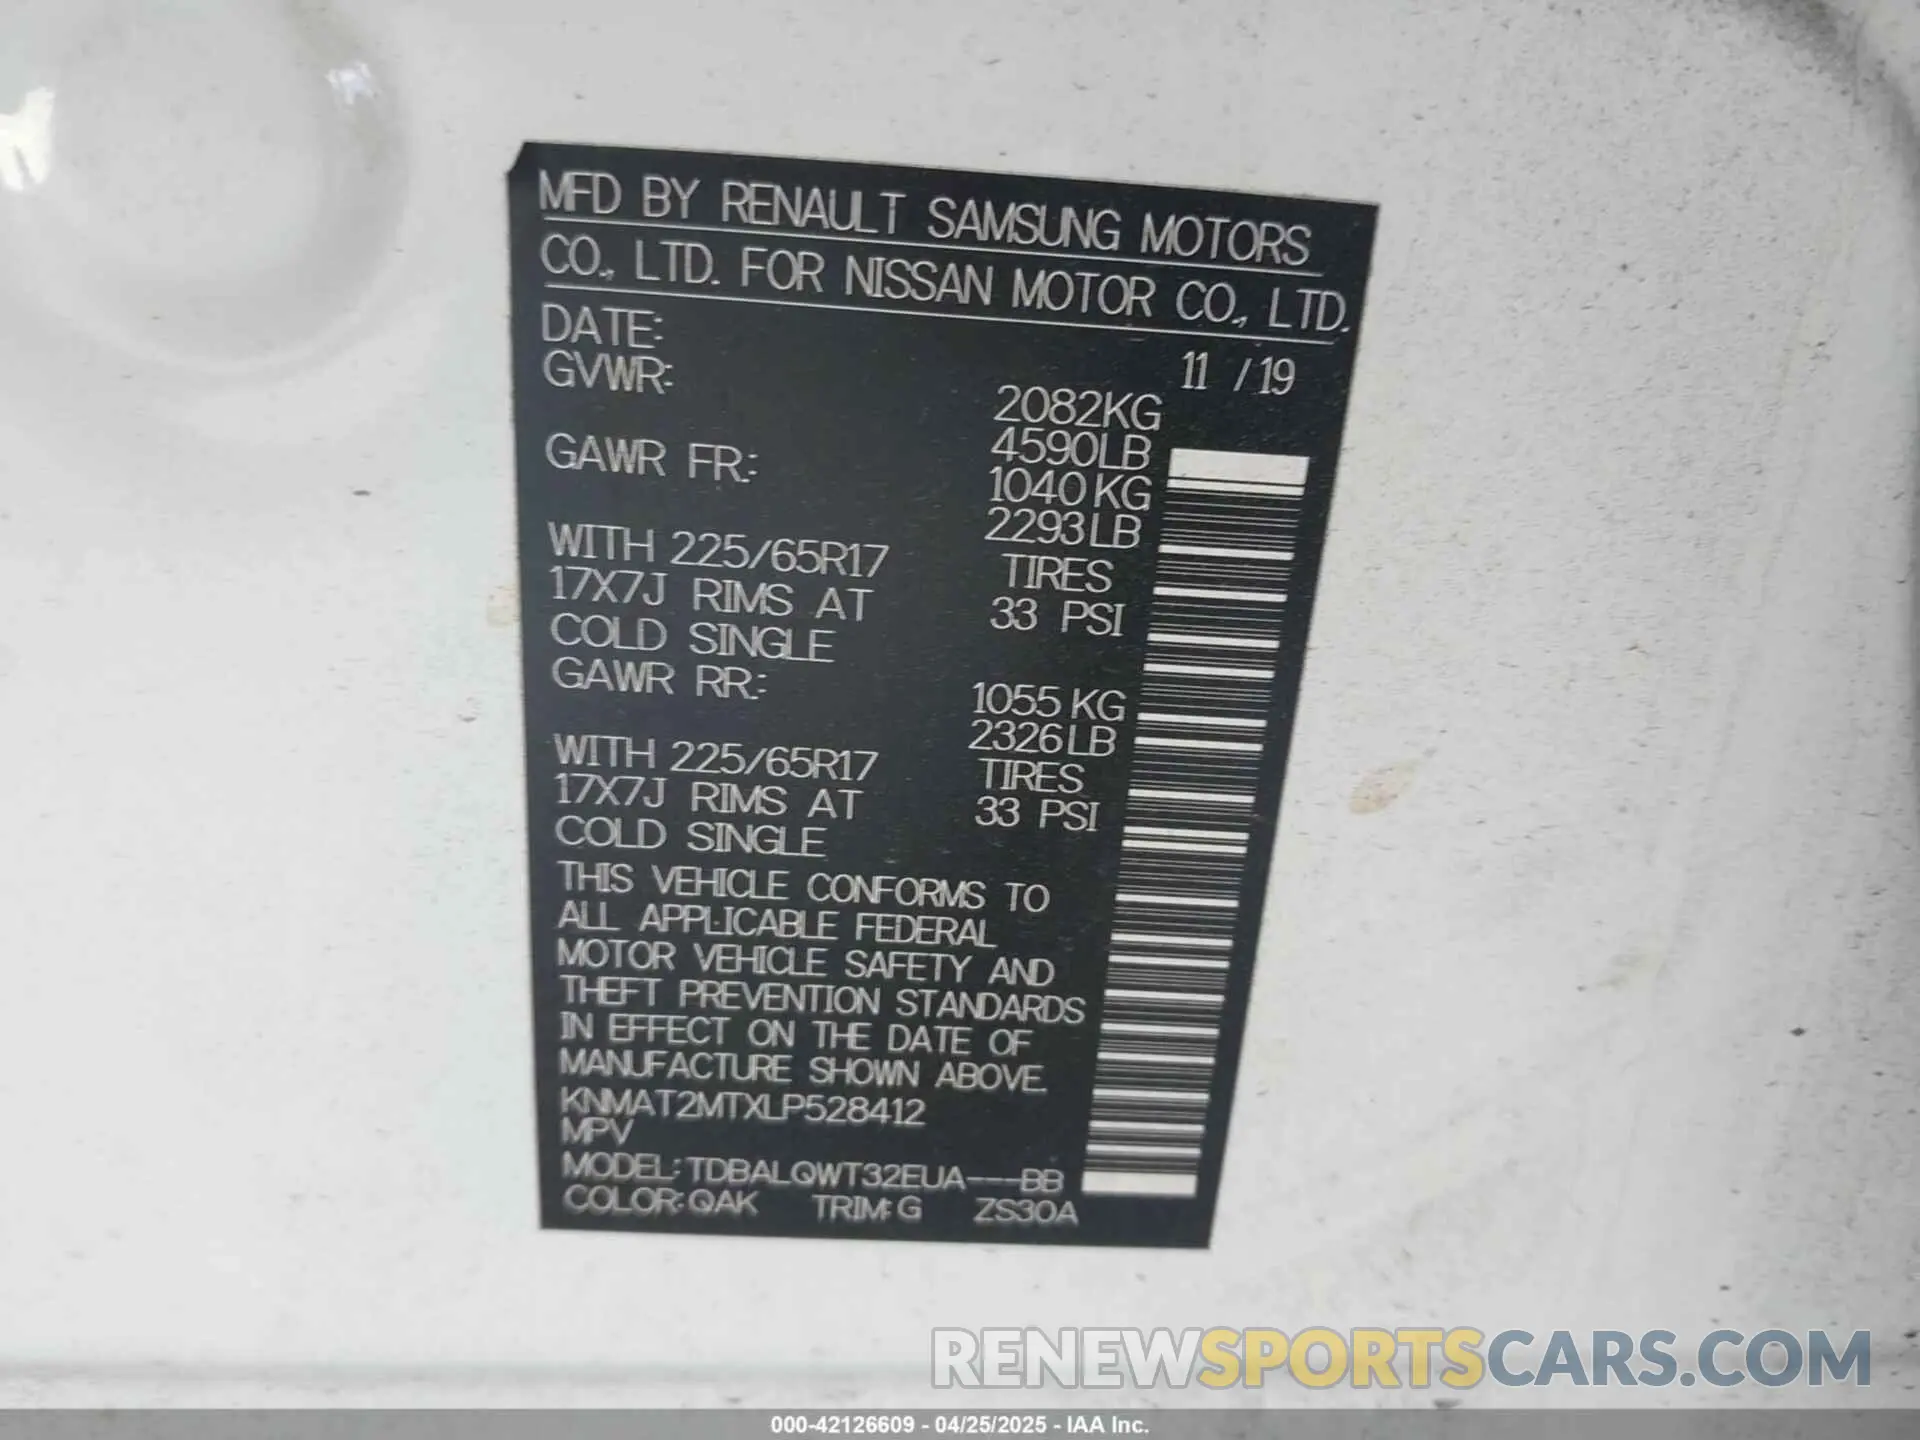 MFD BY RENAULT SAMSUNG MOTORS
CO., LTD. FOR NISSAN MOTOR CO., LTD.
DATE: 11 /19
GVWR: 2082KG
4590LB
GAWR FR.: 1040 KG
2293 LB
WITH 225/65R17 TIRES
17X7J RIMS AT 33 PSI
COLD SINGLE
GAWR RR.: 1055 KG
2326 LB
WITH 225/65R17 TIRES
17X7J RIMS AT 33 PSI
COLD SINGLE
THIS VEHICLE CONFORMS TO
ALL APPLICABLE FEDERAL
MOTOR VEHICLE SAFETY AND
THEFT PREVENTION STANDARDS
IN EFFECT ON THE DATE OF
MANUFACTURE SHOWN ABOVE.
KNMAT2MTXLP528412
MPV
MODEL: TDBALQWT32EUA---BB
COLOR: QAK TRIM: G ZS30A
RENEWSPORTSCARS.COM
000-42126609 - 04/25/2025 - IAA Inc.